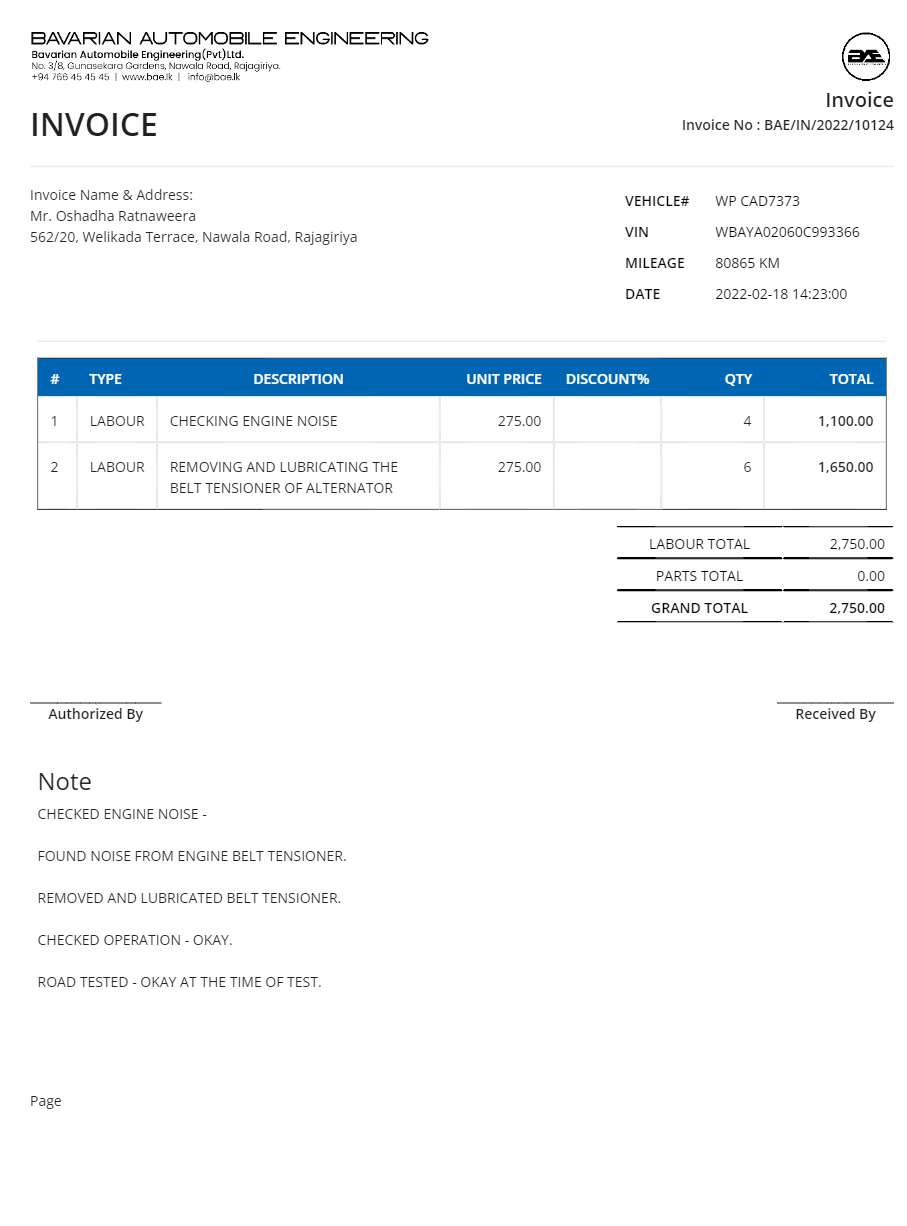 BAVARIAN AUTOMOBILE ENGINEERING
Bavarian Automobile Engineering(Pvt)Ltd.
No. 3/8, Gunasekara Gardens, Nawala Road, Rajagiriya.
+94 766 45 45 45 | www.bae.lk | info@bae.lk
BAE
Invoice
INVOICE
Invoice No : BAE/IN/2022/10124
Invoice Name & Address:
Mr. Oshadha Ratnaweera
562/20, Welikada Terrace, Nawala Road, Rajagiriya
VEHICLE# WP CAD7373
VIN WBAYA02060C993366
MILEAGE 80865 KM
DATE 2022-02-18 14:23:00
# TYPE DESCRIPTION UNIT PRICE DISCOUNT% QTY TOTAL
1 LABOUR CHECKING ENGINE NOISE 275.00 4 1,100.00
2 LABOUR REMOVING AND LUBRICATING THE 275.00 6 1,650.00
BELT TENSIONER OF ALTERNATOR
LABOUR TOTAL 2,750.00
PARTS TOTAL 0.00
GRAND TOTAL 2,750.00
Authorized By Received By
Note
CHECKED ENGINE NOISE -
FOUND NOISE FROM ENGINE BELT TENSIONER.
REMOVED AND LUBRICATED BELT TENSIONER.
CHECKED OPERATION - OKAY.
ROAD TESTED - OKAY AT THE TIME OF TEST.
Page